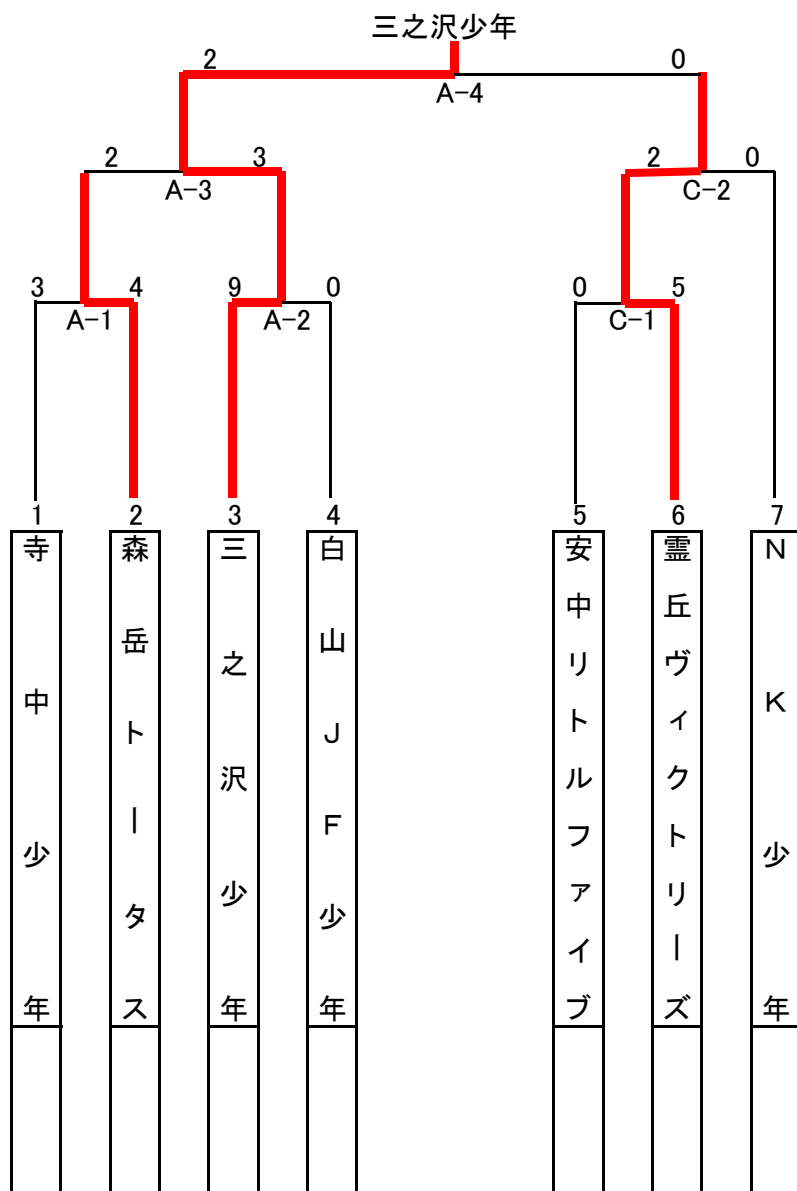 三之沢少年
2 0
A-4
2 3 2 0
A-3 C-2
3 4 9 0 0 5
A-1 A-2 C-1
1 2 3 4 5 6 7
寺中少年
森岳トータス
三之沢少年
白山JF少年
安中リトルファイブ
霊丘ヴィクトリーズ
NK少年